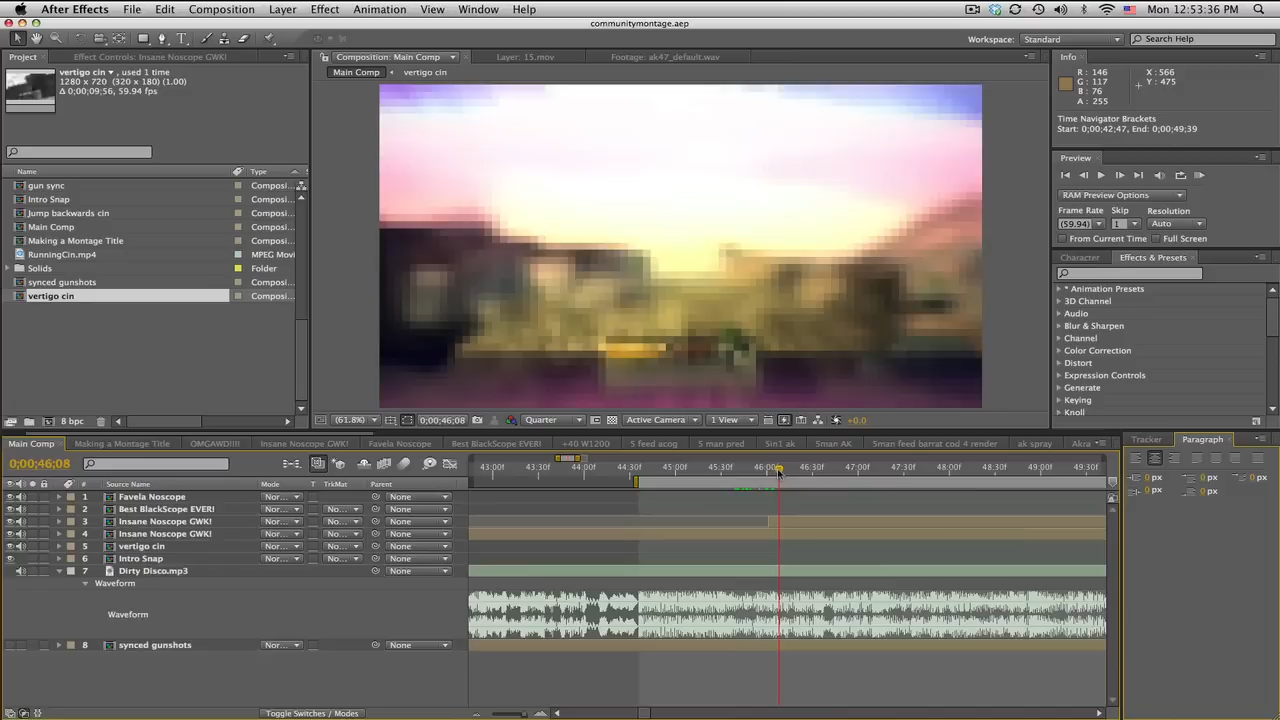 After Effects File Edit Composition Layer Effect Animation View Window Help Mon 12:53:36 PM
communitymontage.aep
Workspace: Standard Search Help
Project Effect Controls: Insane Noscope GWK! Composition: Main Comp Layer: 15.mov Footage: ak47_default.wav Info
vertigo cin , used 1 time
1280 x 720 (320 x 180) (1.00)
Δ 0;00;09;56, 59.94 fps
Main Comp vertigo cin
R : 146
G : 117
B : 76
A : 255
X : 566
Y : 475
Time Navigator Brackets
Start: 0;00;42;47, End: 0;00;49;39
Preview
RAM Preview Options
Frame Rate Skip Resolution
(59.94) 1 Auto
From Current Time Full Screen
Character Effects & Presets
* Animation Presets
3D Channel
Audio
Blur & Sharpen
Channel
Color Correction
Distort
Expression Controls
Generate
Keying
Knoll
Name Type
gun sync Composi...
Intro Snap Composi...
Jump backwards cin Composi...
Main Comp Composi...
Making a Montage Title Composi...
RunningCin.mp4 MPEG Movi
Solids Folder
synced gunshots Composi...
vertigo cin Composi...
8 bpc
(61.8%) 0;00;46;08 Quarter Active Camera 1 View +0.0
Main Comp Making a Montage Title OMGAWD!!!! Insane Noscope GWK! Favela Noscope Best BlackScope EVER! +40 W1200 5 feed acog 5 man pred 5in1 ak 5man AK 5man feed barrat cod 4 render ak spray Akra
Tracker Paragraph
0 px 0 px 0 px
0 px 0 px
0;00;46;08
43;00f 43;30f 44;00f 44;30f 45;00f 45;30f 46;00f 46;30f 47;00f 47;30f 48;00f 48;30f 49;00f 49;30f
# Source Name Mode T TrkMat Parent
1 Favela Noscope Nor... None
2 Best BlackScope EVER! Nor... No... None
3 Insane Noscope GWK! Nor... No... None
4 Insane Noscope GWK! Nor... No... None
5 vertigo cin Nor... No... None
6 Intro Snap Nor... No... None
7 Dirty Disco.mp3 None
Waveform
Waveform
8 synced gunshots Nor... No... None
Toggle Switches / Modes